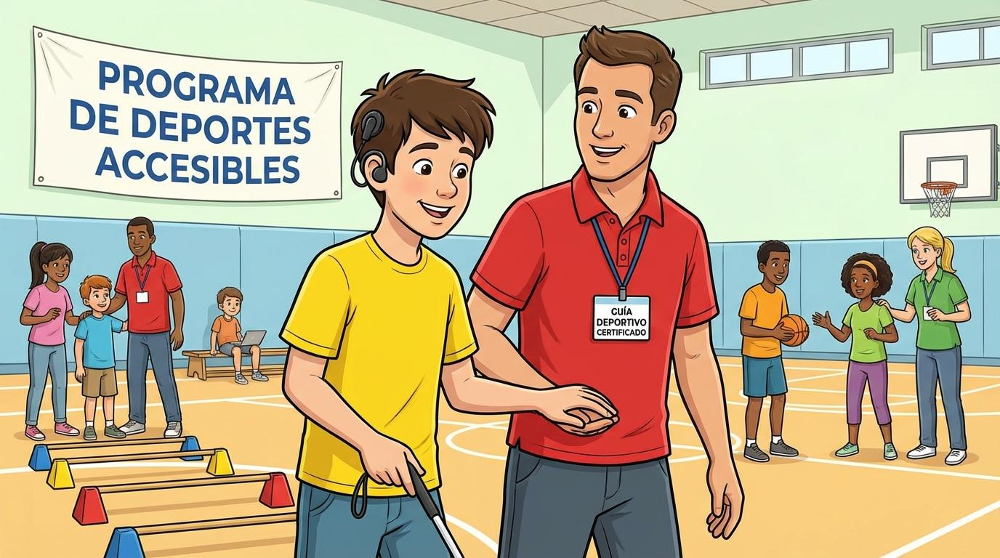 PROGRAMA
DE DEPORTES
ACCESIBLES
GUÍA
DEPORTIVO
CERTIFICADO